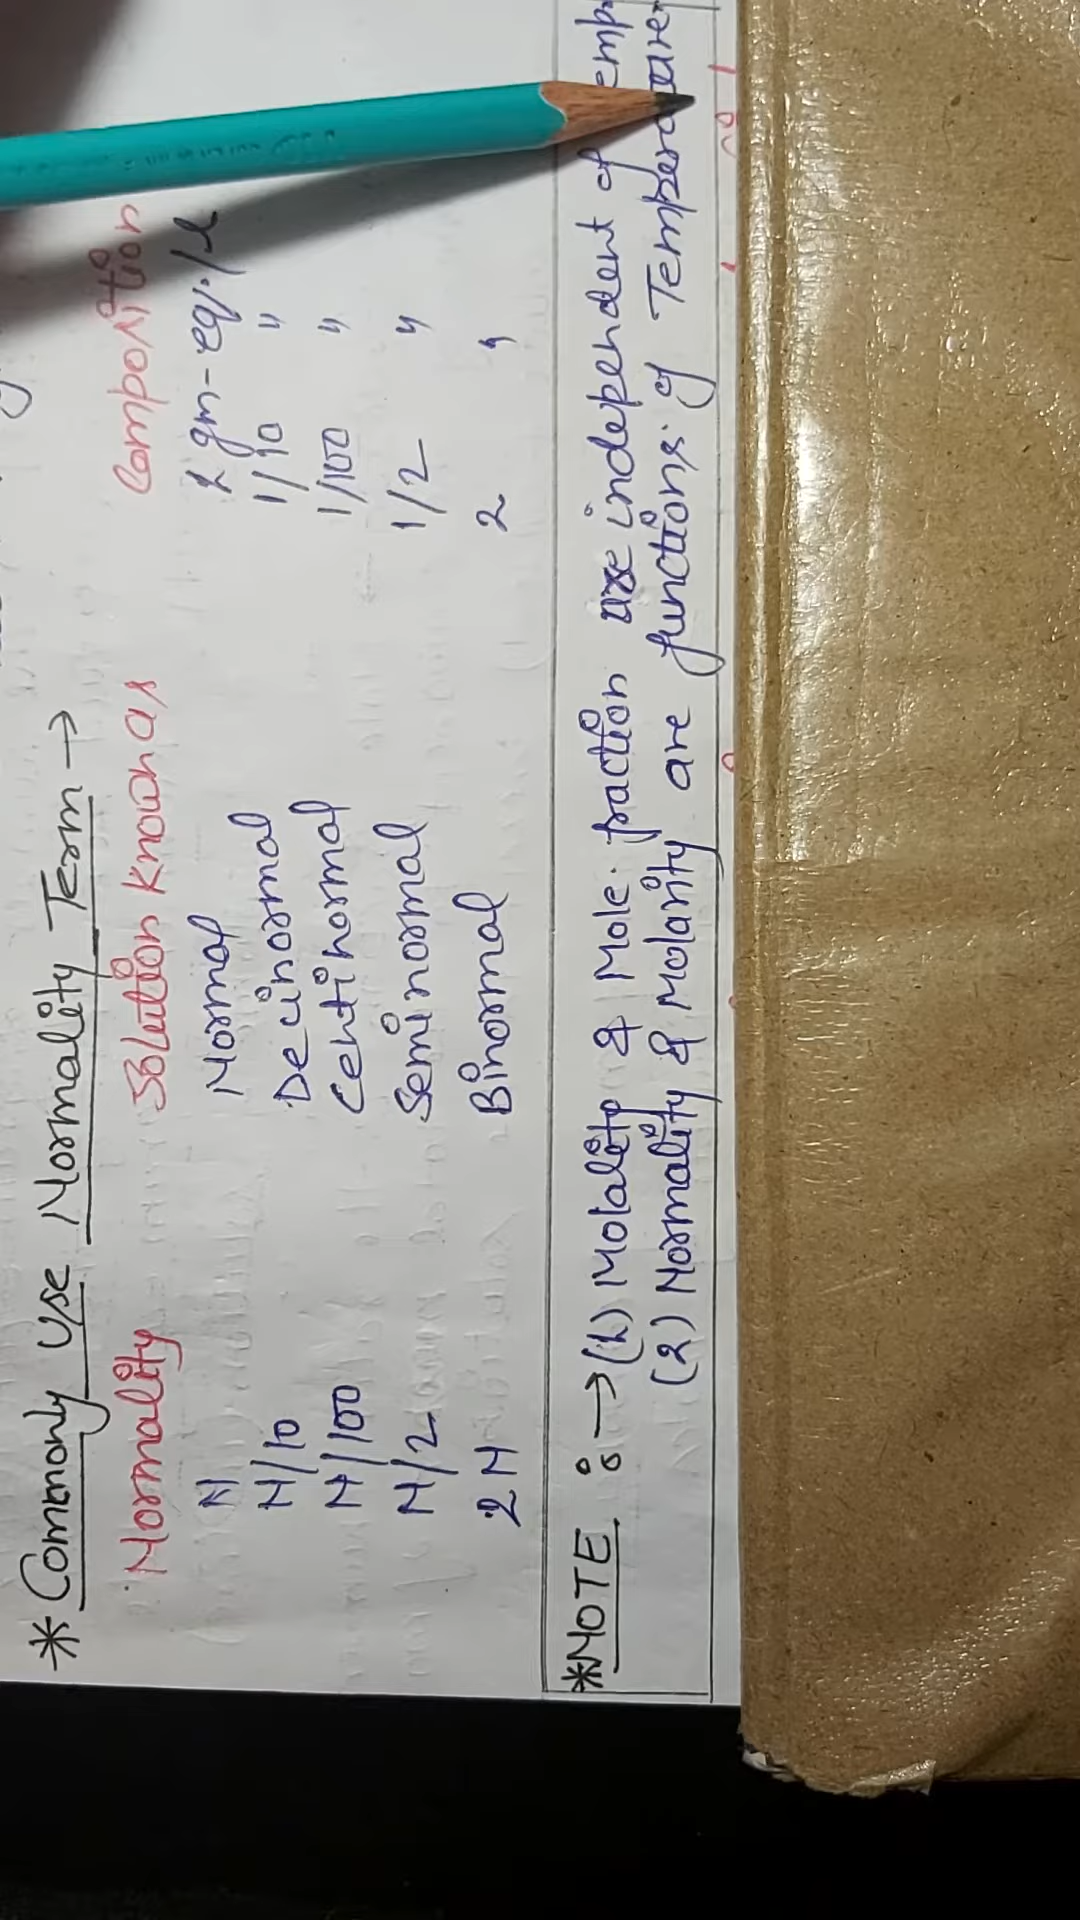 * Commonly Use Normality Term →
Normality Solution known as Composition
N Normal 1 gm-eq./l
N/10 Decinormal 1/10 "
N/100 Centinormal 1/100 "
N/2 Seminormal 1/2 "
2N Binormal 2 "
*NOTE :→ (1) Molality & Mole fraction are independent of
(2) Normality & Molarity are functions of Temperature